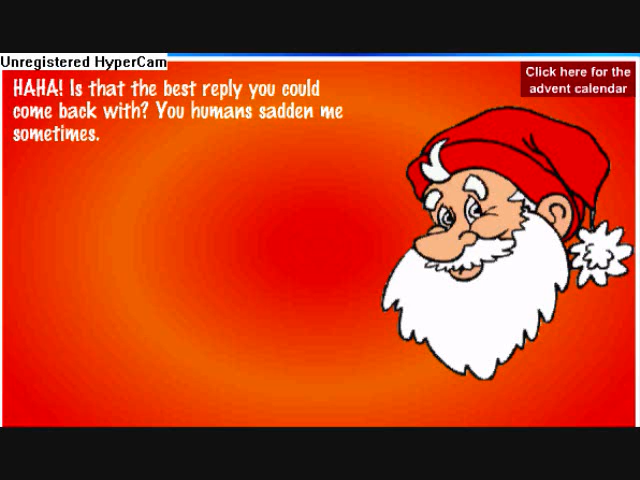 Unregistered HyperCam
Click here for the
advent calendar
HAHA! Is that the best reply you could
come back with? You humans sadden me
sometimes.